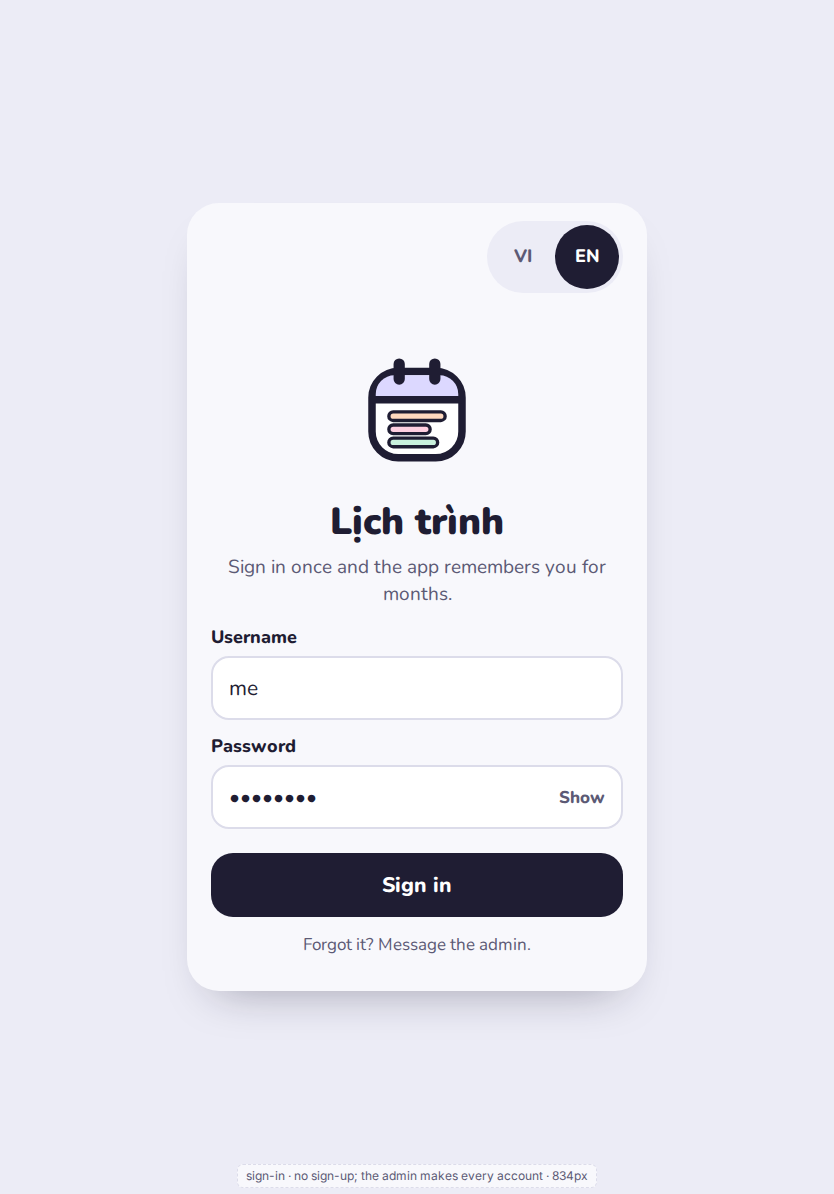 VI EN
Lịch trình
Sign in once and the app remembers you for
months.
Username
me
Password
●●●●●●●● Show
Sign in
Forgot it? Message the admin.
sign-in · no sign-up; the admin makes every account · 834px